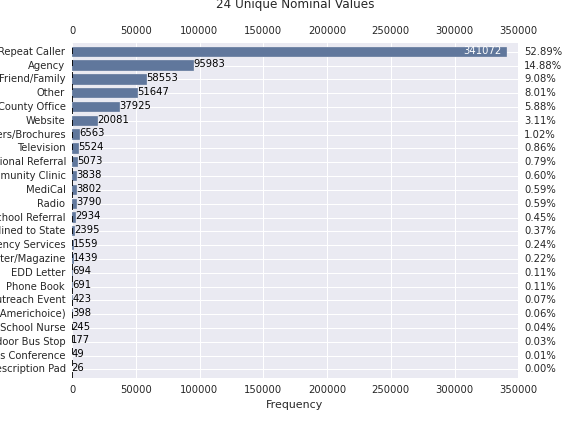 24 Unique Nominal Values
0 50000 100000 150000 200000 250000 300000 350000
Repeat Caller 341072 52.89%
Agency 95983 14.88%
Friend/Family 58553 9.08%
Other 51647 8.01%
County Office 37925 5.88%
Website 20081 3.11%
ers/Brochures 6563 1.02%
Television 5524 0.86%
ional Referral 5073 0.79%
munity Clinic 3838 0.60%
MediCal 3802 0.59%
Radio 3790 0.59%
chool Referral 2934 0.45%
lined to State 2395 0.37%
ency Services 1559 0.24%
ter/Magazine 1439 0.22%
EDD Letter 694 0.11%
Phone Book 691 0.11%
utreach Event 423 0.07%
Americhoice) 398 0.06%
School Nurse 245 0.04%
door Bus Stop 177 0.03%
s Conference 49 0.01%
escription Pad 26 0.00%
0 50000 100000 150000 200000 250000 300000 350000
Frequency